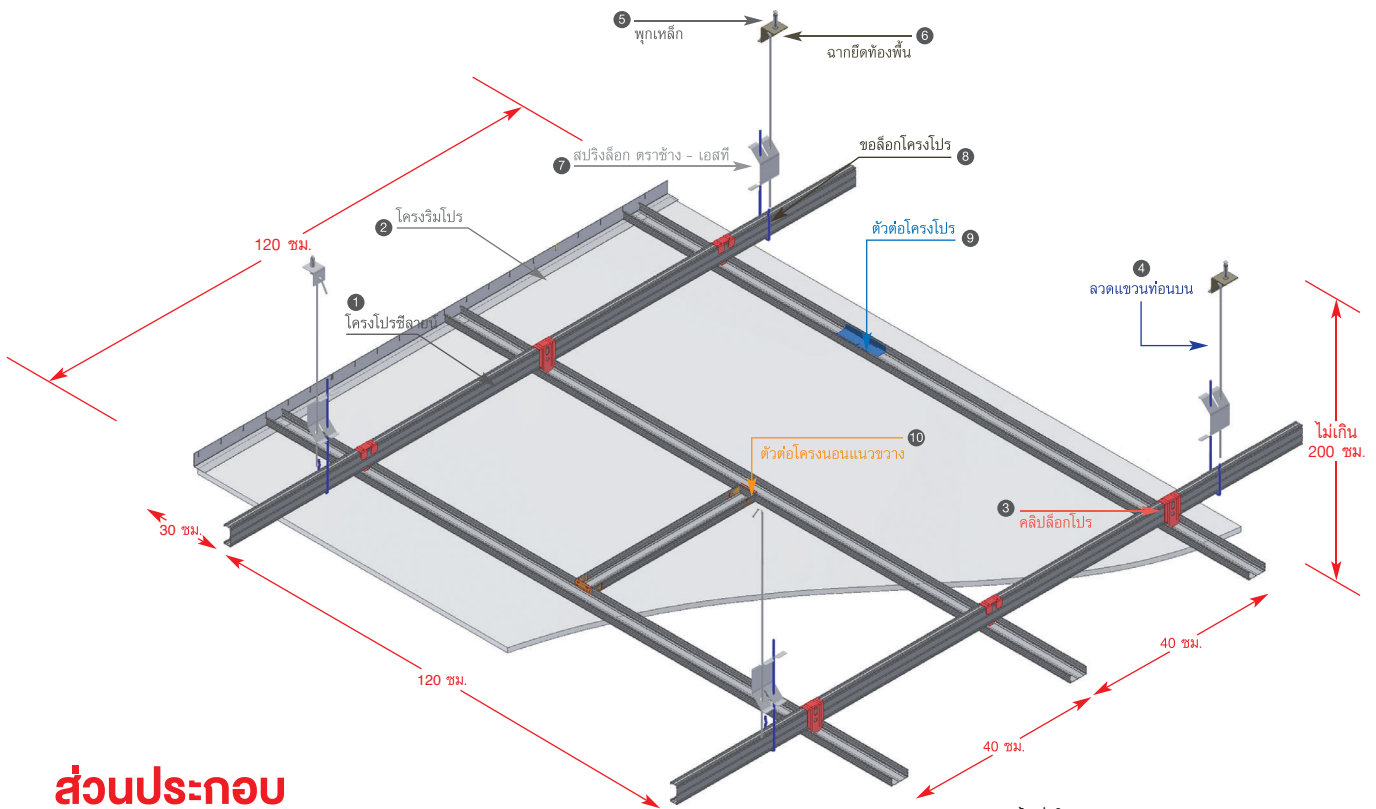 5
พุกเหล็ก
6
ฉากยึดท้องพื้น
7 สปริงล็อก ตราช้าง - เอสที
ขอล็อกโครงโปร 8
2 โครงริมโปร
ตัวต่อโครงโปร 9
120 ซม.
4
ลวดแขวนท่อนบน
1
โครงโปรซีลายน์
ไม่เกิน
200 ซม.
10
ตัวต่อโครงนอนแนวขวาง
3
คลิปล็อกโปร
30 ซม.
120 ซม.
40 ซม.
40 ซม.
ส่วนประกอบ